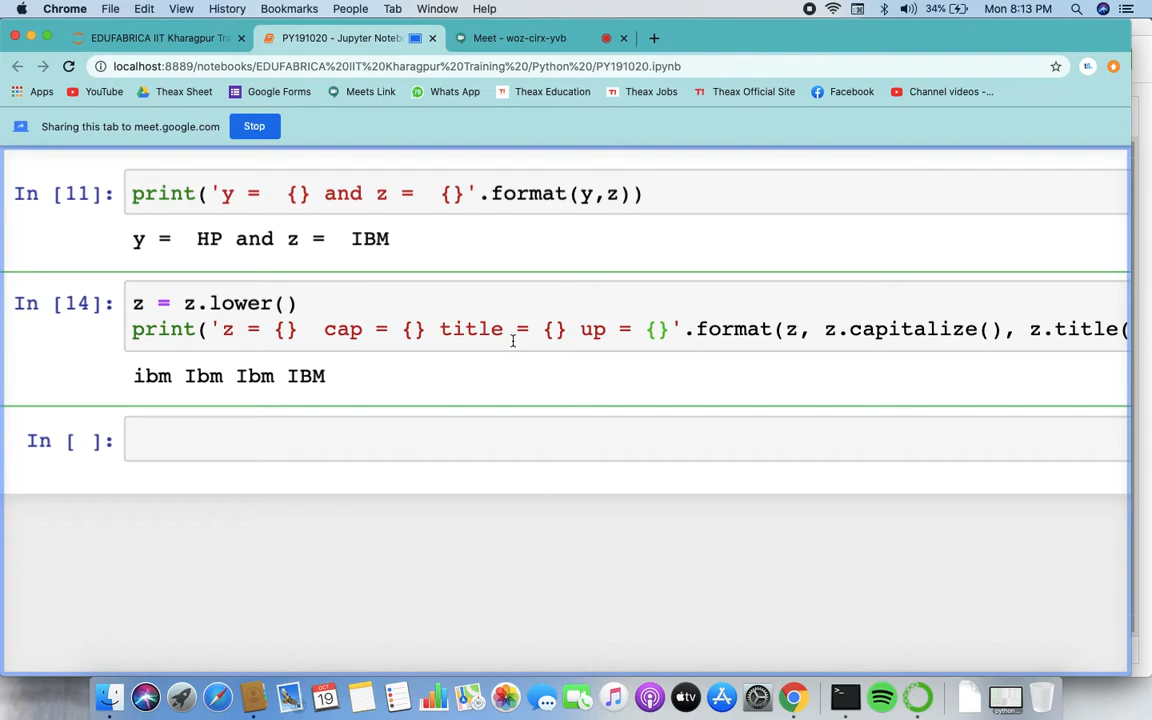 Chrome File Edit View History Bookmarks People Tab Window Help 34% Mon 8:13 PM
EDUFABRICA IIT Kharagpur Tra PY191020 - Jupyter Notebo Meet - woz-cirx-yvb
localhost:8889/notebooks/EDUFABRICA%20IIT%20Kharagpur%20Training%20/Python%20/PY191020.ipynb
Apps YouTube Theax Sheet Google Forms Meets Link Whats App Theax Education Theax Jobs Theax Official Site Facebook Channel videos -...
Sharing this tab to meet.google.com Stop
In [11]: print('y =  {} and z =  {}'.format(y,z))
y =  HP and z =  IBM
In [14]: z = z.lower()
print('z = {}  cap = {} title = {} up = {}'.format(z, z.capitalize(), z.title(
ibm Ibm Ibm IBM
In [ ]: